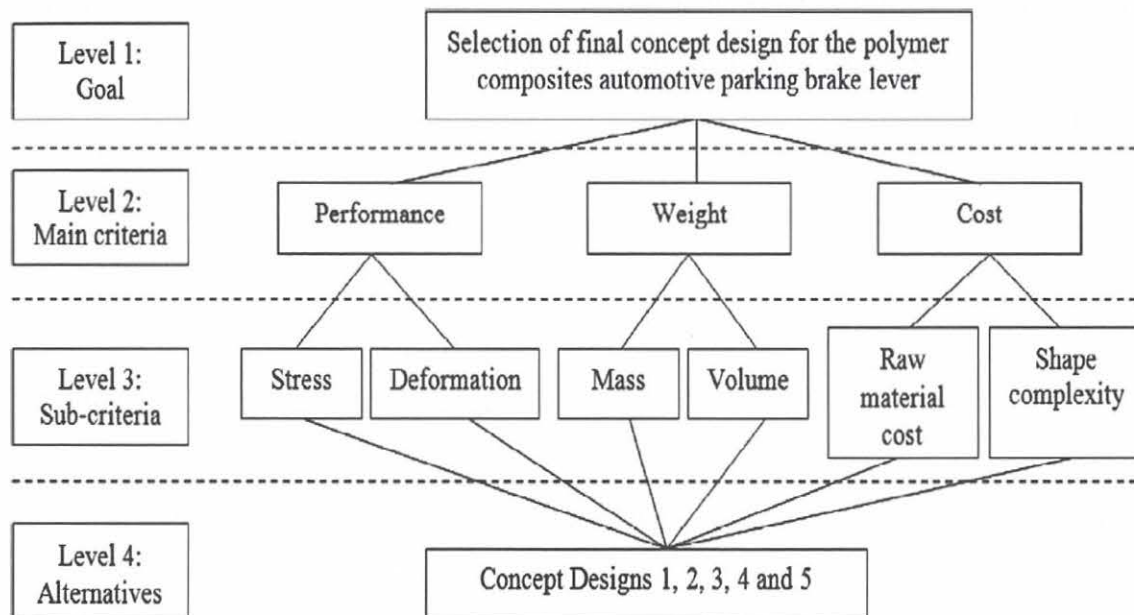 Level 1:
Goal
Selection of final concept design for the polymer
composites automotive parking brake lever
Level 2:
Main criteria
Performance
Weight
Cost
Level 3:
Sub-criteria
Stress
Deformation
Mass
Volume
Raw
material
cost
Shape
complexity
Level 4:
Alternatives
Concept Designs 1, 2, 3, 4 and 5